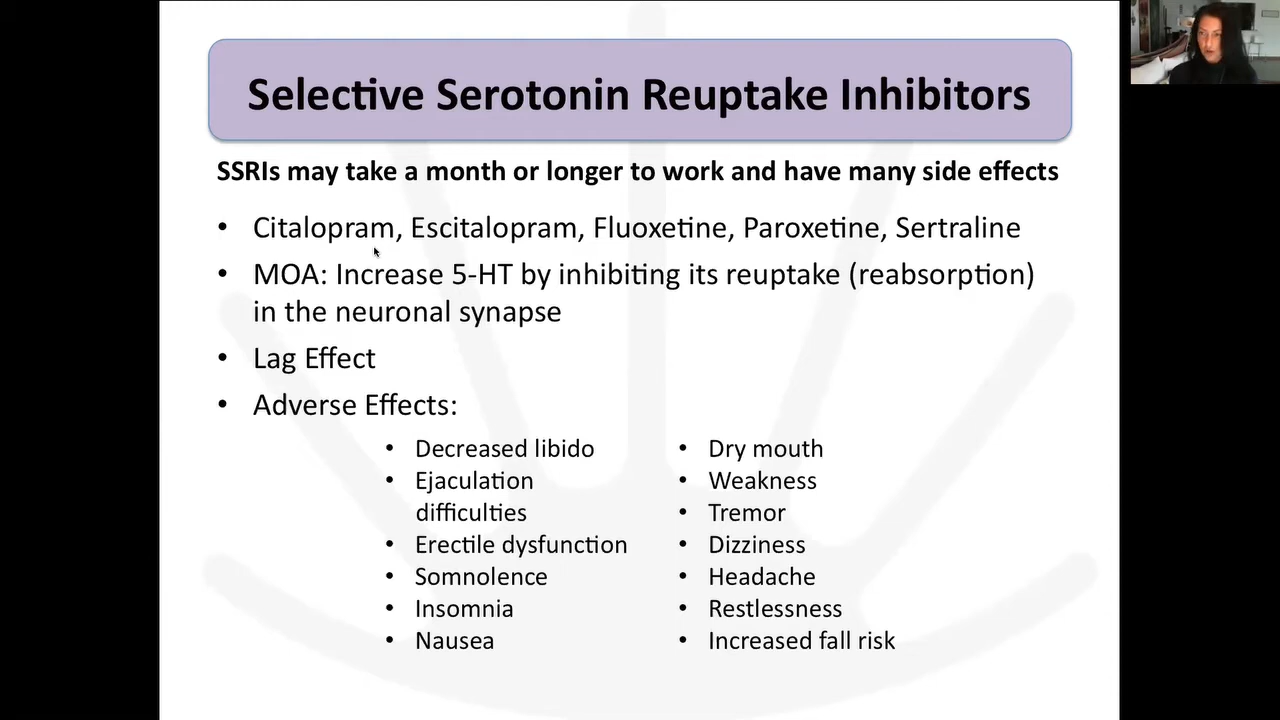 Selective Serotonin Reuptake Inhibitors
SSRIs may take a month or longer to work and have many side effects
• Citalopram, Escitalopram, Fluoxetine, Paroxetine, Sertraline
• MOA: Increase 5-HT by inhibiting its reuptake (reabsorption)
in the neuronal synapse
• Lag Effect
• Adverse Effects:
• Decreased libido
• Ejaculation
difficulties
• Erectile dysfunction
• Somnolence
• Insomnia
• Nausea
• Dry mouth
• Weakness
• Tremor
• Dizziness
• Headache
• Restlessness
• Increased fall risk